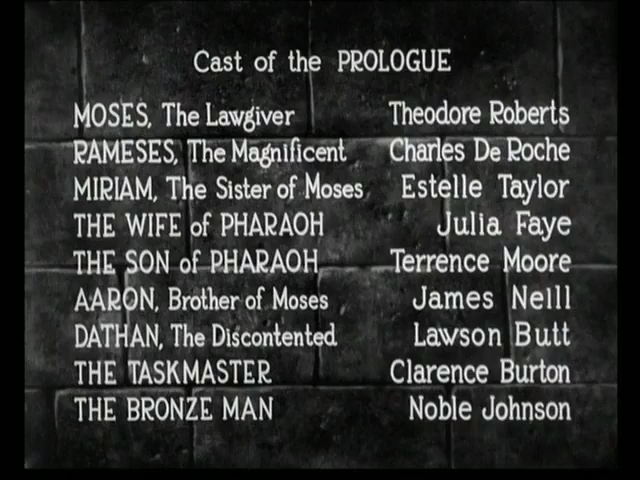 Cast of the PROLOGUE
MOSES, The Lawgiver Theodore Roberts
RAMESES, The Magnificent Charles De Roche
MIRIAM, The Sister of Moses Estelle Taylor
THE WIFE of PHARAOH Julia Faye
THE SON of PHARAOH Terrence Moore
AARON, Brother of Moses James Neill
DATHAN, The Discontented Lawson Butt
THE TASKMASTER Clarence Burton
THE BRONZE MAN Noble Johnson